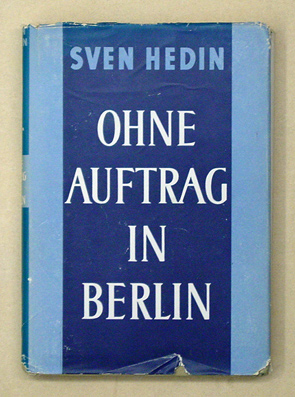 SVEN HEDIN
OHNE
AUFTRAG
IN
BERLIN